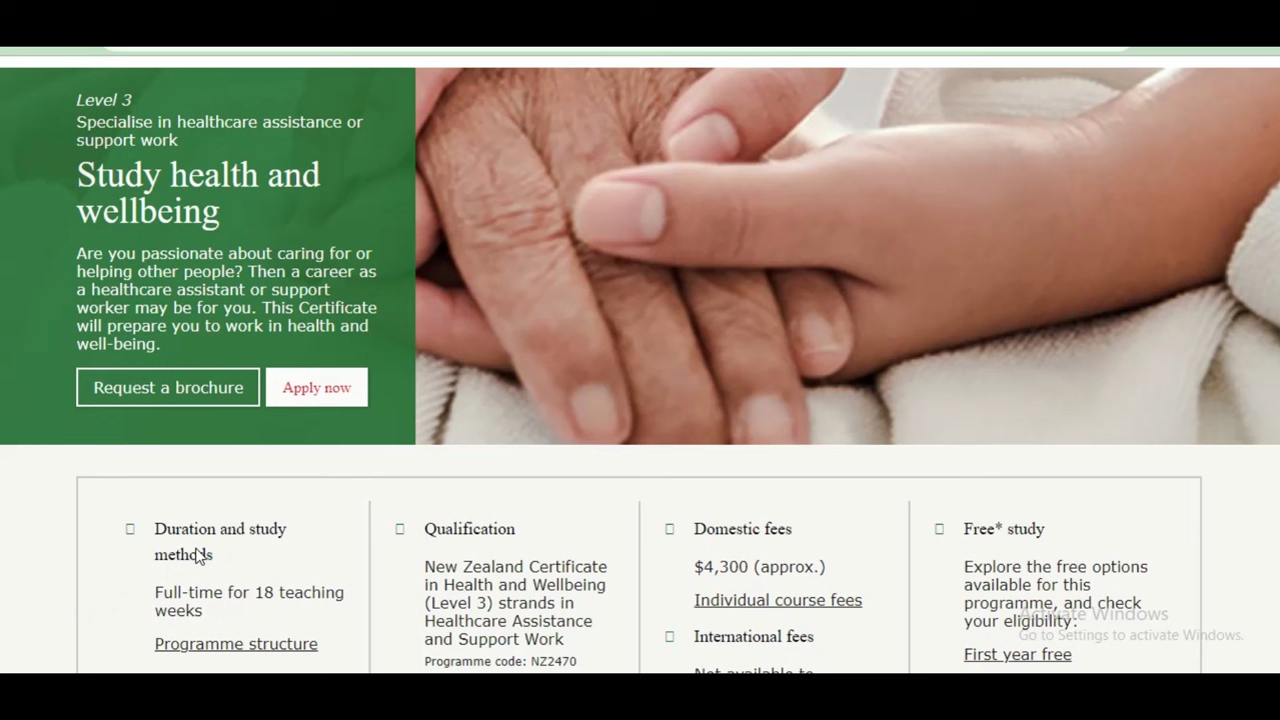 Level 3
Specialise in healthcare assistance or
support work
Study health and
wellbeing
Are you passionate about caring for or
helping other people? Then a career as
a healthcare assistant or support
worker may be for you. This Certificate
will prepare you to work in health and
well-being.
Request a brochure
Apply now
Duration and study
methods
Full-time for 18 teaching
weeks
Programme structure
Qualification
New Zealand Certificate
in Health and Wellbeing
(Level 3) strands in
Healthcare Assistance
and Support Work
Programme code: NZ2470
Domestic fees
$4,300 (approx.)
Individual course fees
International fees
Not available to
Free* study
Explore the free options
available for this
programme, and check
your eligibility:
First year free
Activate Windows
Go to Settings to activate Windows.